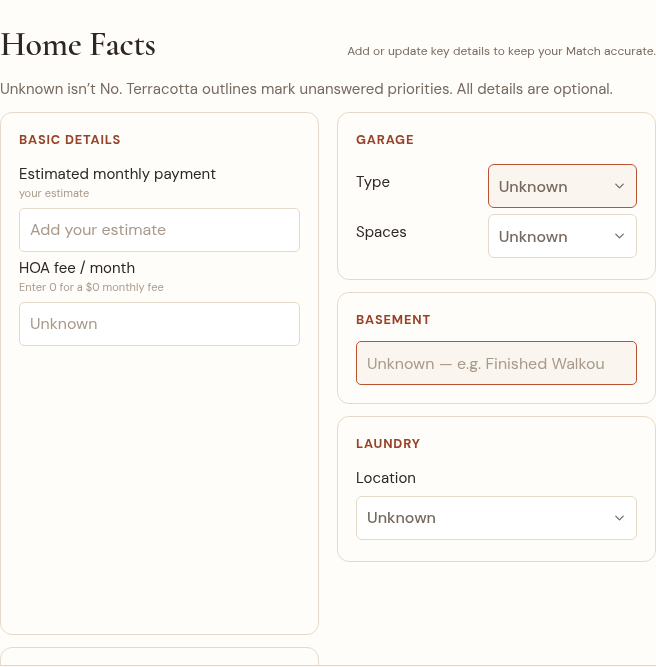 Home Facts
Add or update key details to keep your Match accurate.
Unknown isn’t No. Terracotta outlines mark unanswered priorities. All details are optional.
BASIC DETAILS
Estimated monthly payment
your estimate
Add your estimate
HOA fee / month
Enter 0 for a $0 monthly fee
Unknown
GARAGE
Type
Unknown
Spaces
Unknown
BASEMENT
Unknown — e.g. Finished Walkou
LAUNDRY
Location
Unknown